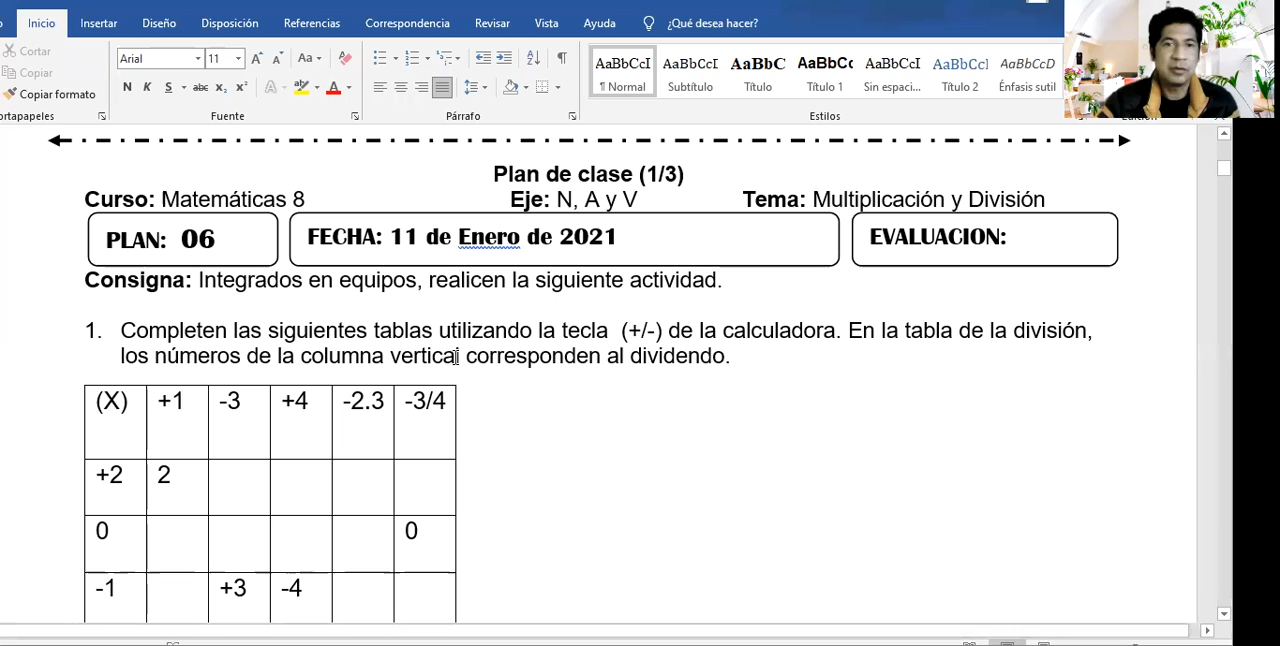 Inicio Insertar Diseño Disposición Referencias Correspondencia Revisar Vista Ayuda ¿Qué desea hacer?
Cortar
Copiar
Copiar formato
Arial 11 Aa
N K S abc x₂ x² A A
AaBbCcI AaBbCcI AaBbC AaBbCc AaBbCcI AaBbCcI AaBbCcD
¶ Normal Subtítulo Título Título 1 Sin espaci... Título 2 Énfasis sutil
ortapapeles Fuente Párrafo Estilos
Plan de clase (1/3)
Curso: Matemáticas 8 Eje: N, A y V Tema: Multiplicación y División
PLAN: 06 FECHA: 11 de Enero de 2021 EVALUACION:
Consigna: Integrados en equipos, realicen la siguiente actividad.
1. Completen las siguientes tablas utilizando la tecla (+/-) de la calculadora. En la tabla de la división,
los números de la columna vertical corresponden al dividendo.
(X) +1 -3 +4 -2.3 -3/4
+2 2
0 0
-1 +3 -4